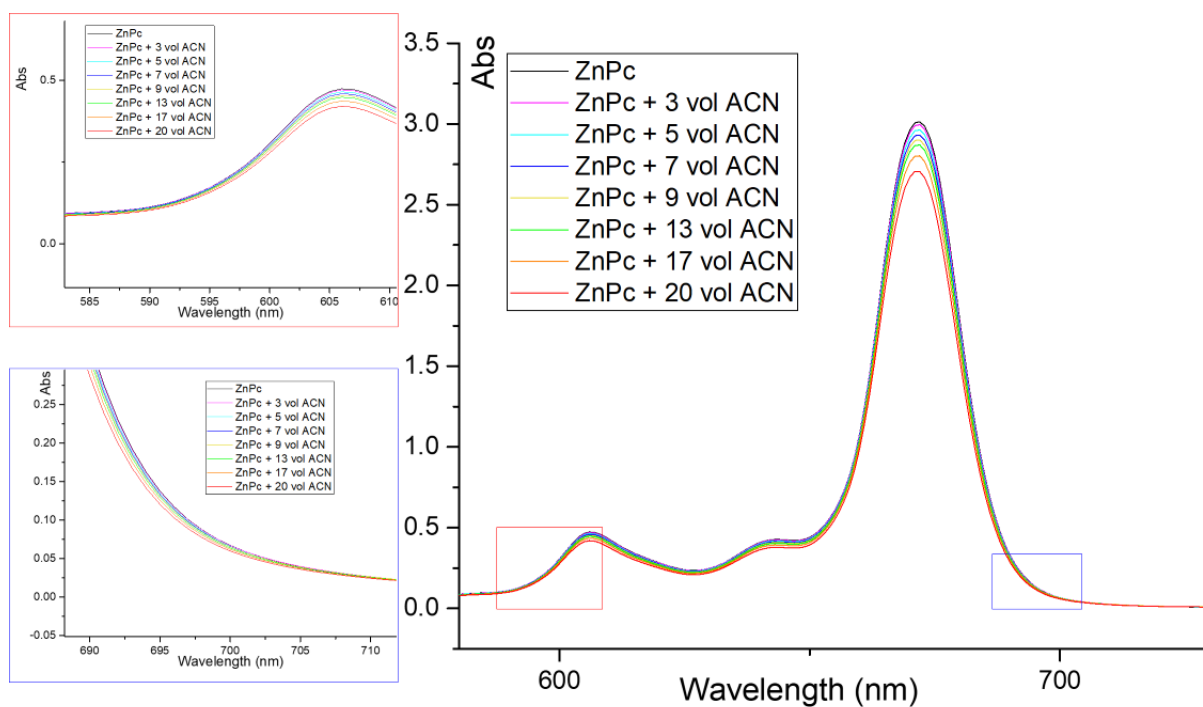 Abs
0.5
0.0
ZnPc
ZnPc + 3 vol ACN
ZnPc + 5 vol ACN
ZnPc + 7 vol ACN
ZnPc + 9 vol ACN
ZnPc + 13 vol ACN
ZnPc + 17 vol ACN
ZnPc + 20 vol ACN
585 590 595 600 605 610
Wavelength (nm)
Abs
0.25
0.20
0.15
0.10
0.05
0.00
-0.05
ZnPc
ZnPc + 3 vol ACN
ZnPc + 5 vol ACN
ZnPc + 7 vol ACN
ZnPc + 9 vol ACN
ZnPc + 13 vol ACN
ZnPc + 17 vol ACN
ZnPc + 20 vol ACN
690 695 700 705 710
Wavelength (nm)
Abs
3.5
3.0
2.5
2.0
1.5
1.0
0.5
0.0
ZnPc
ZnPc + 3 vol ACN
ZnPc + 5 vol ACN
ZnPc + 7 vol ACN
ZnPc + 9 vol ACN
ZnPc + 13 vol ACN
ZnPc + 17 vol ACN
ZnPc + 20 vol ACN
600 700
Wavelength (nm)